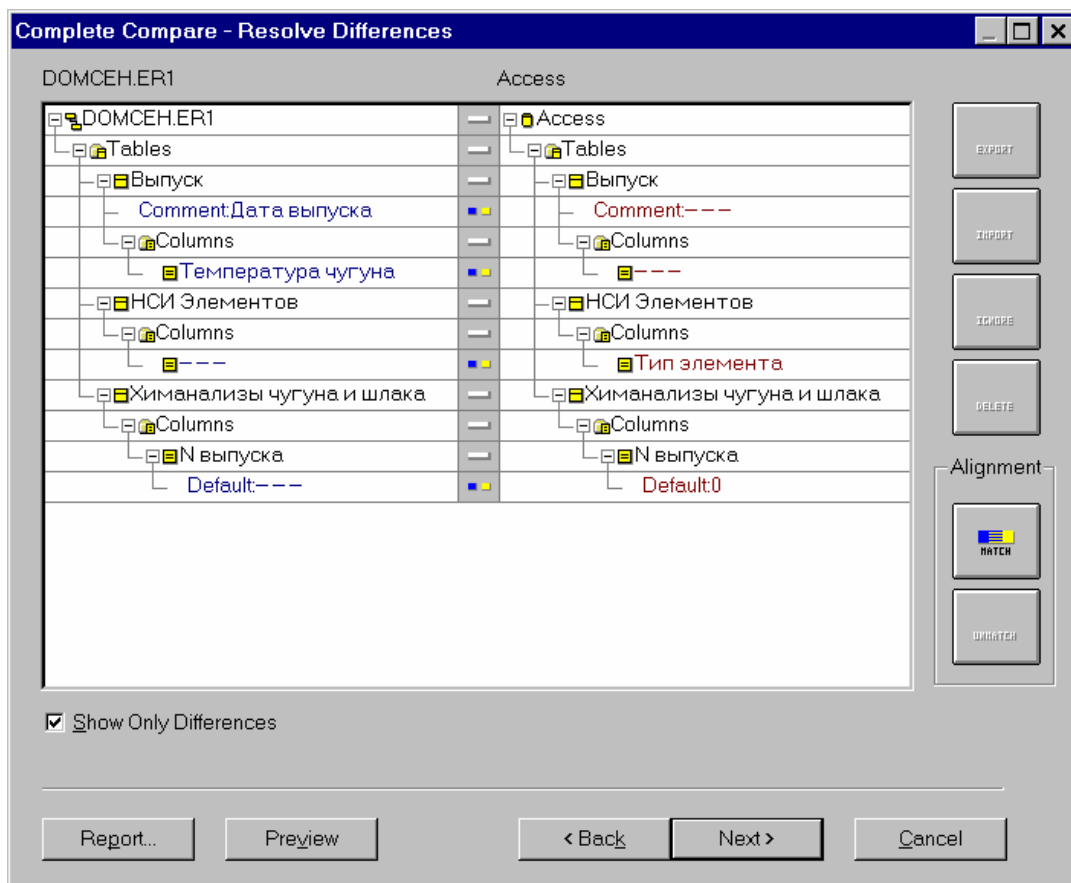 Complete Compare - Resolve Differences
DOMCEH.ER1 Access
DOMCEH.ER1 Access
Tables Tables
Выпуск Выпуск
Comment:Дата выпуска Comment:---
Columns Columns
Температура чугуна ---
НСИ Элементов НСИ Элементов
Columns Columns
--- Тип элемента
Химанализы чугуна и шлака Химанализы чугуна и шлака
Columns Columns
N выпуска N выпуска
Default:--- Default:0
EXPORT
IMPORT
IGNORE
DELETE
Alignment
MATCH
UNMATCH
Show Only Differences
Report... Preview < Back Next > Cancel